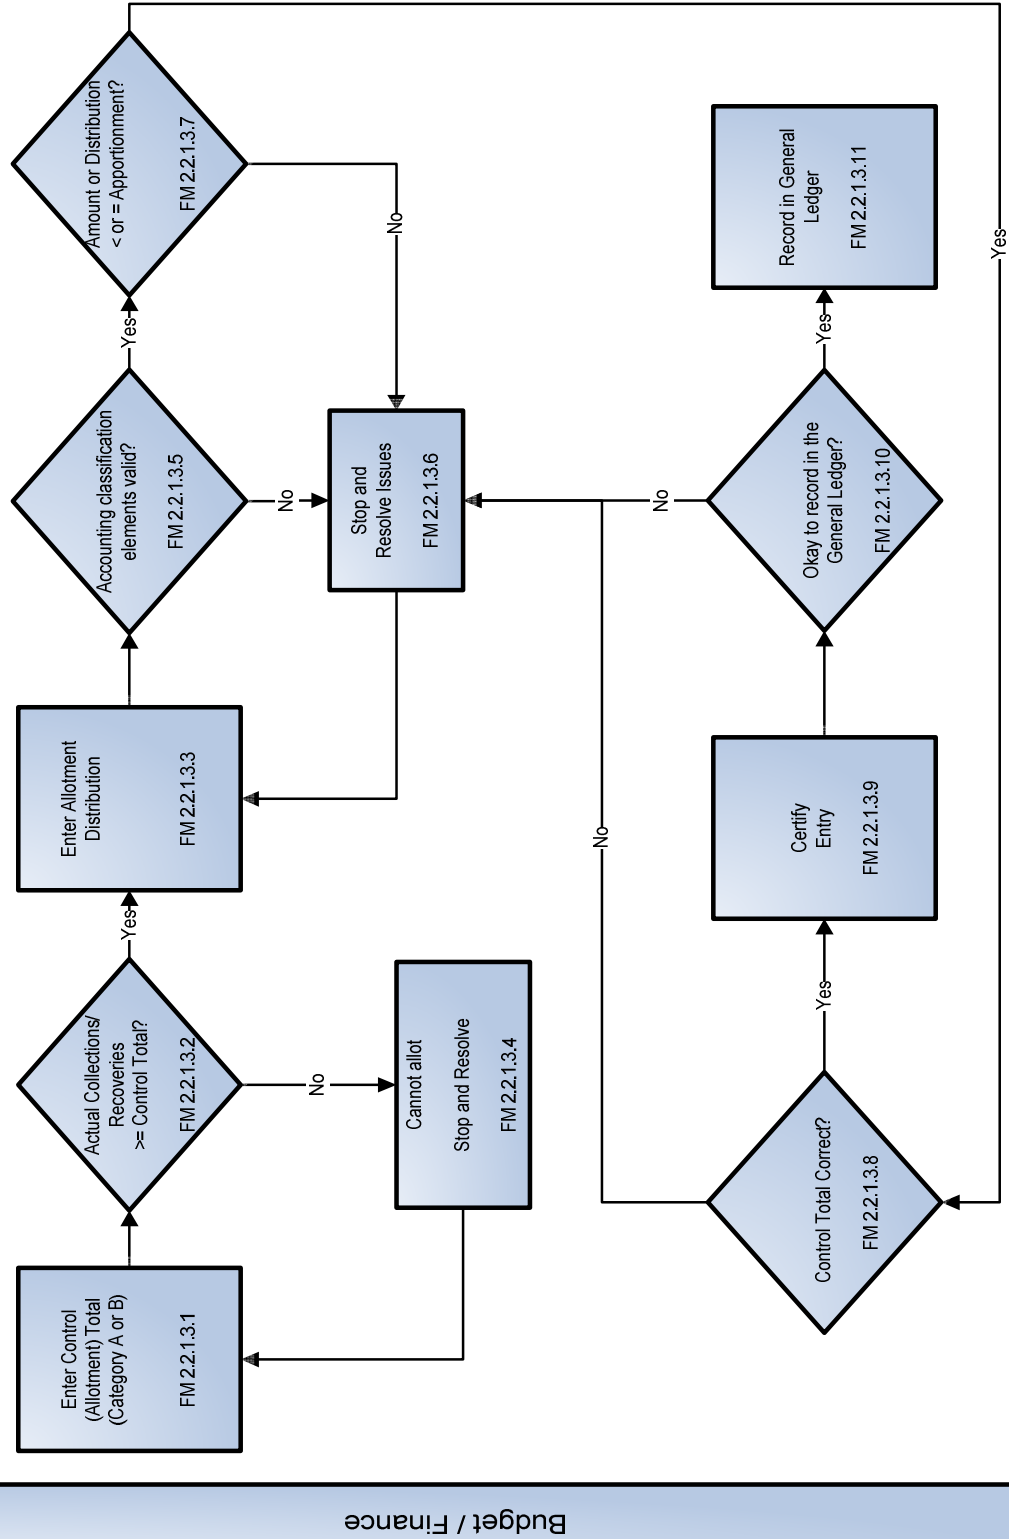 Budget / Finance
Enter Control
(Allotment) Total
(Category A or B)
FM 2.2.1.3.1
Actual Collections/
Recoveries
>= Control Total?
FM 2.2.1.3.2
Yes
No
Cannot allot
Stop and Resolve
FM 2.2.1.3.4
Enter Allotment
Distribution
FM 2.2.1.3.3
Accounting classification
elements valid?
FM 2.2.1.3.5
Yes
No
Stop and
Resolve Issues
FM 2.2.1.3.6
Amount or Distribution
< or = Apportionment?
FM 2.2.1.3.7
No
Yes
Control Total Correct?
FM 2.2.1.3.8
No
Yes
Certify
Entry
FM 2.2.1.3.9
Okay to record in the
General Ledger?
FM 2.2.1.3.10
No
Yes
Record in General
Ledger
FM 2.2.1.3.11